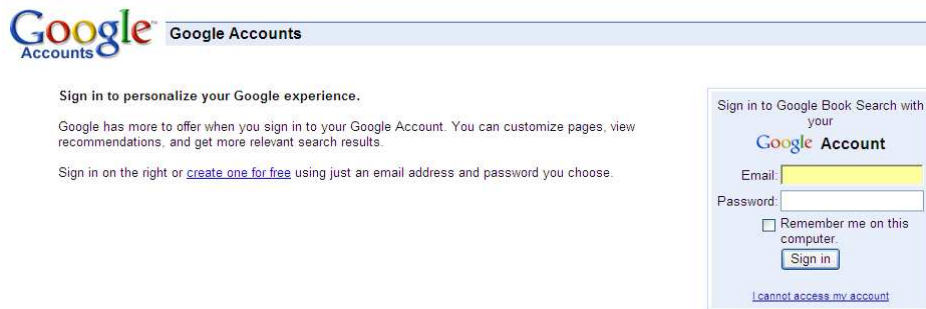 Google™
Accounts
Google Accounts
Sign in to personalize your Google experience.
Google has more to offer when you sign in to your Google Account. You can customize pages, view
recommendations, and get more relevant search results.
Sign in on the right or create one for free using just an email address and password you choose.
Sign in to Google Book Search with
your
Google Account
Email:
Password:
Remember me on this
computer.
Sign in
I cannot access my account